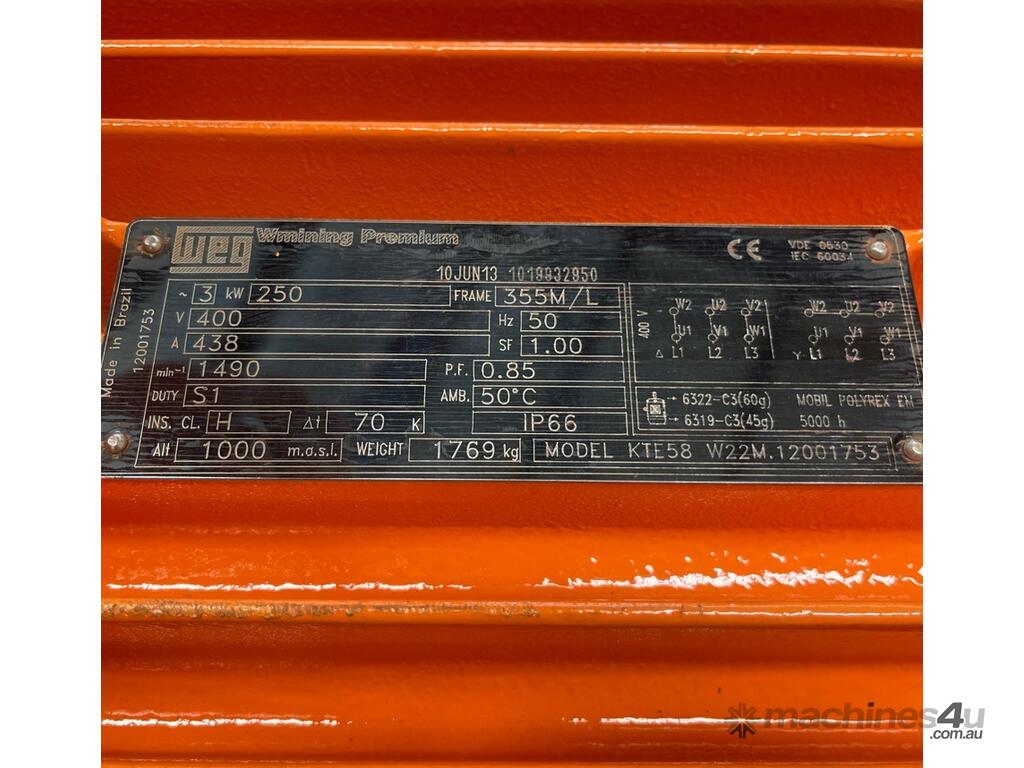 weg Wmining Premium
CE VDE 0530
IEC 60034
10JUN13 1018832850
~ 3 kW 250 FRAME 355M/L
V 400 Hz 50
A 438 SF 1.00
min-1 1490 P.F. 0.85
DUTY S1 AMB. 50°C
INS. CL. H Δt 70 K IP66
Alt 1000 m.a.s.l. WEIGHT 1769 kg MODEL KTE58 W22M.12001753
Made in Brazil
12001753
400 V
W2 U2 V2 W2 U2 V2
U1 V1 W1 U1 V1 W1
Δ L1 L2 L3 Y L1 L2 L3
6322-C3(60g) MOBIL POLYREX EM
6319-C3(45g) 5000 h
machines4u
.com.au